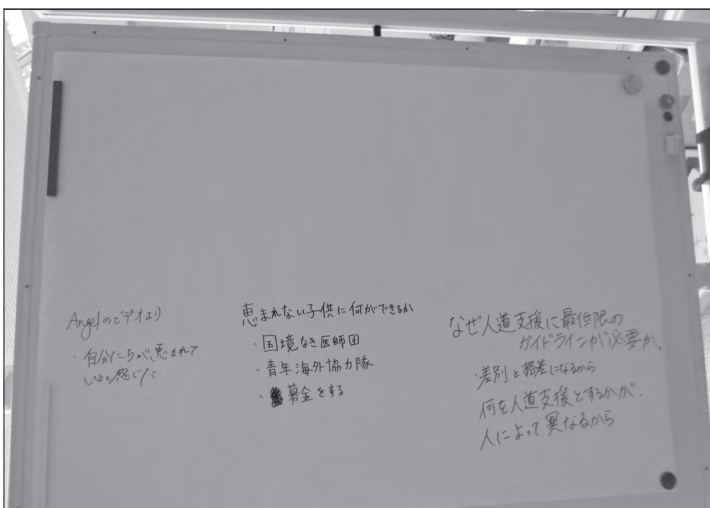 Angelのビデオより
・自分たちが、恵まれて
いると感じた
恵まれない子供に何ができるか
・国境なき医師団
・青年海外協力隊
・募金をする
なぜ人道支援に最低限の
ガイドラインが必要か。
・差別と格差になるから
何を人道支援とするかが、
人によって異なるから